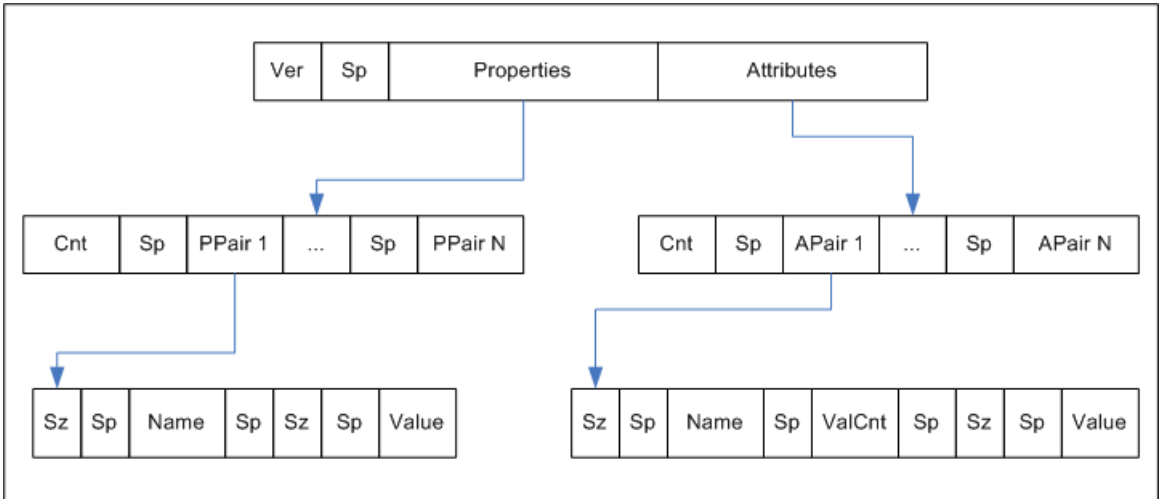 Ver Sp Properties Attributes
Cnt Sp PPair 1 ... Sp PPair N
Cnt Sp APair 1 ... Sp APair N
Sz Sp Name Sp Sz Sp Value
Sz Sp Name Sp ValCnt Sp Sz Sp Value